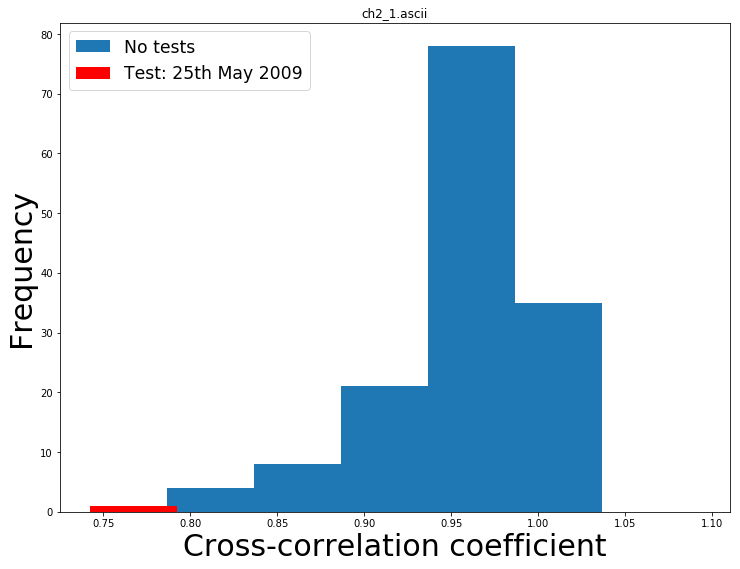 ch2_1.ascii
No tests
Test: 25th May 2009
Frequency
80
70
60
50
40
30
20
10
0
0.75 0.80 0.85 0.90 0.95 1.00 1.05 1.10
Cross-correlation coefficient